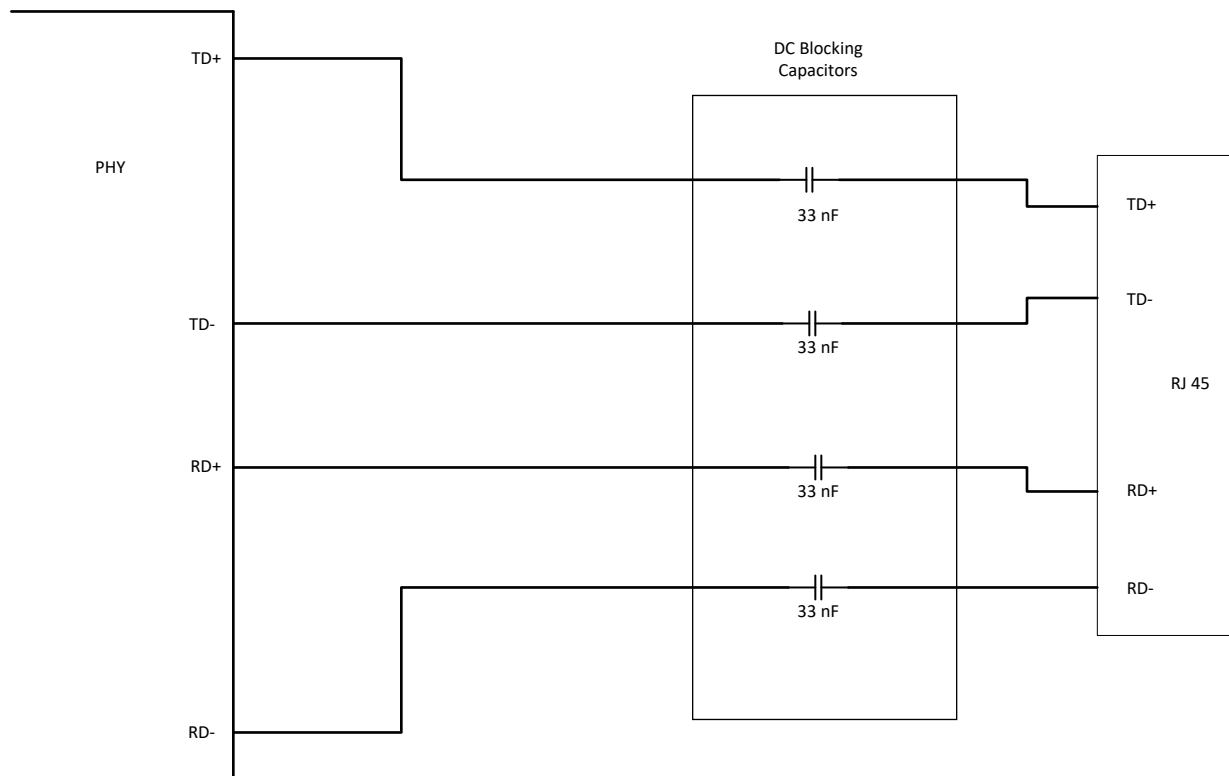 TD+
DC Blocking
Capacitors
PHY
33 nF
TD+
TD-
TD-
33 nF
RJ 45
RD+
33 nF
RD+
RD-
33 nF
RD-